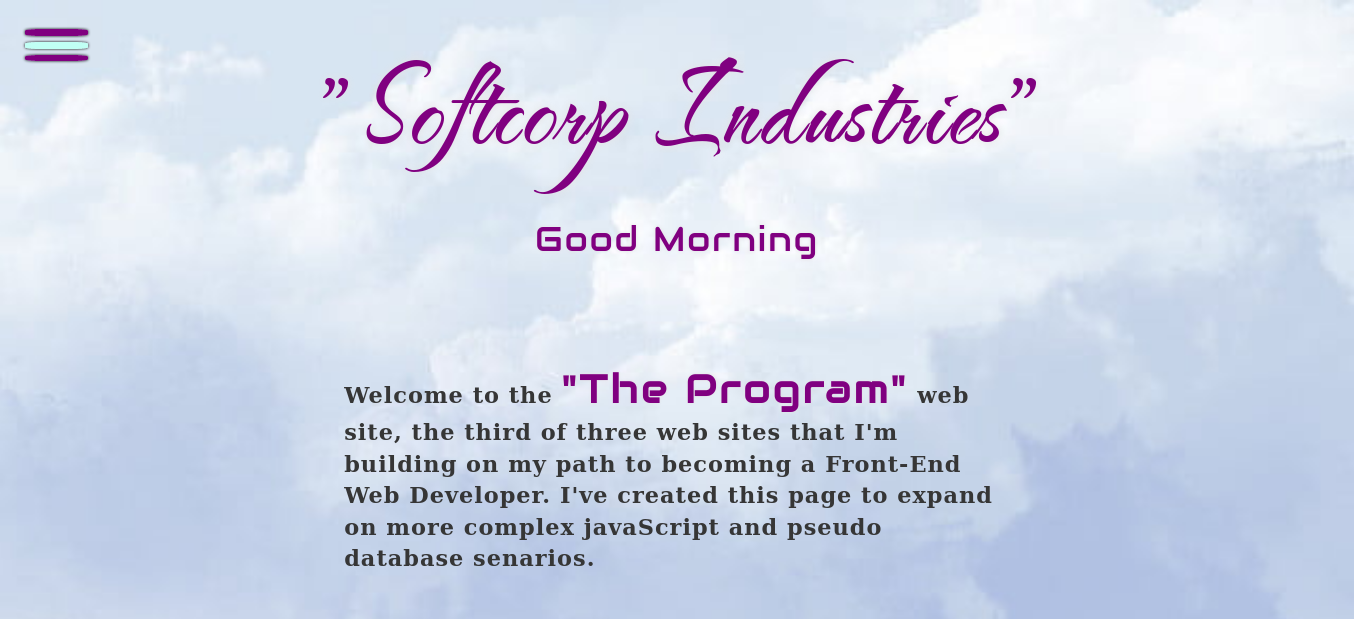 "Softcorp Industries"
Good Morning
Welcome to the "The Program" web
site, the third of three web sites that I'm
building on my path to becoming a Front-End
Web Developer. I've created this page to expand
on more complex javaScript and pseudo
database senarios.